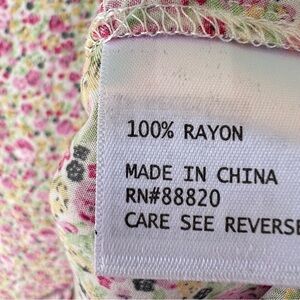 100% RAYON
MADE IN CHINA
RN#88820
CARE SEE REVERSE